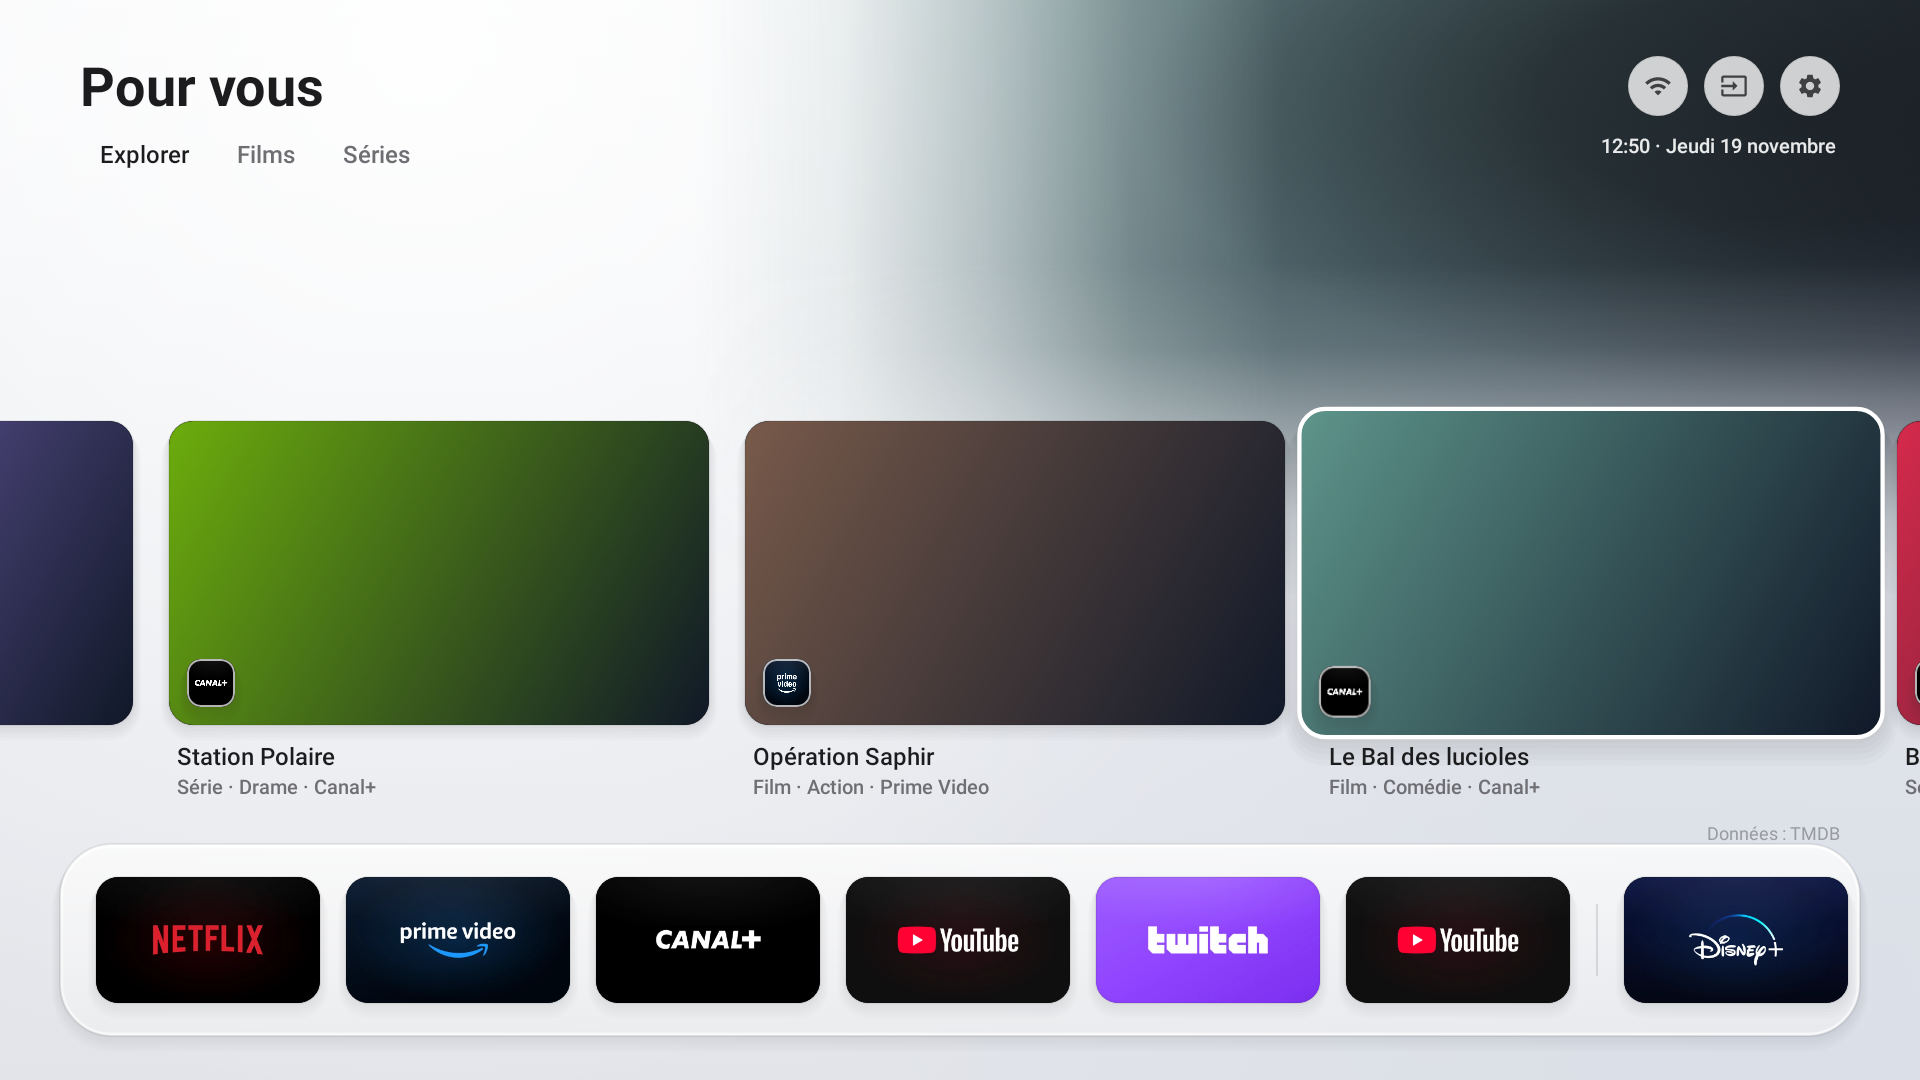 Pour vous
Explorer Films Séries
12:50 · Jeudi 19 novembre
CANAL+
prime video
CANAL+
Station Polaire
Série · Drame · Canal+
Opération Saphir
Film · Action · Prime Video
Le Bal des lucioles
Film · Comédie · Canal+
B
Données : TMDB
NETFLIX
prime video
CANAL+
YouTube
twitch
YouTube
Disney+